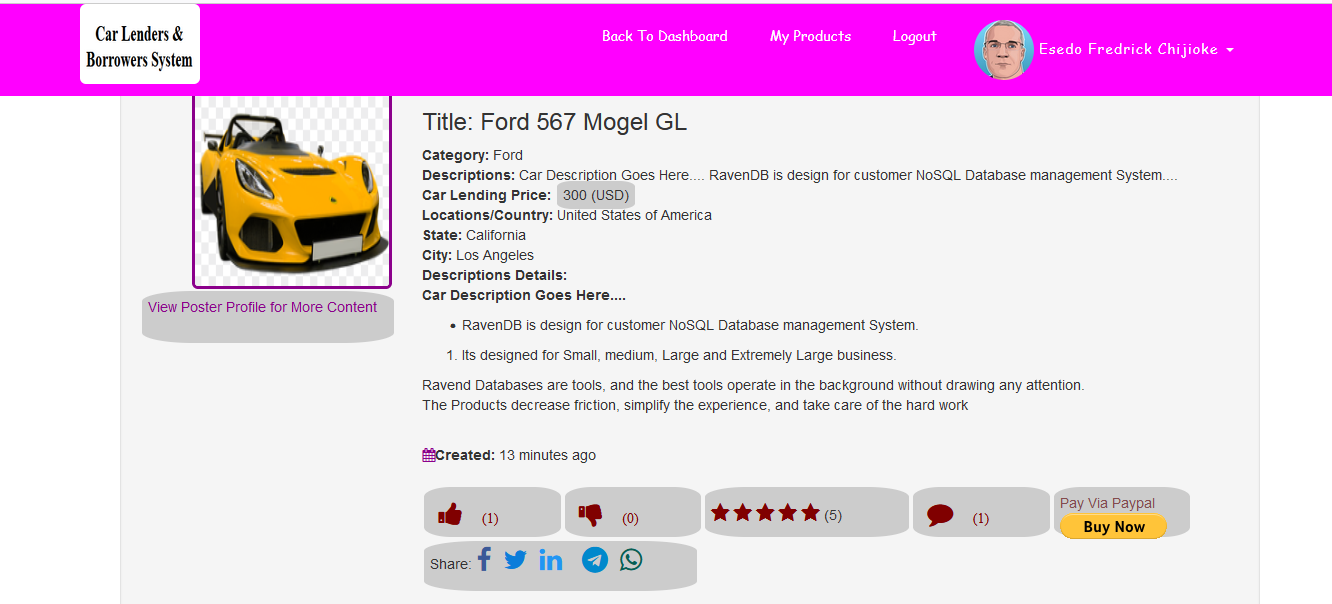 Car Lenders &
Borrowers System
Back To Dashboard
My Products
Logout
Esedo Fredrick Chijioke
Title: Ford 567 Mogel GL
Category: Ford
Descriptions: Car Description Goes Here.... RavenDB is design for customer NoSQL Database management System....
Car Lending Price: 300 (USD)
Locations/Country: United States of America
State: California
City: Los Angeles
Descriptions Details:
Car Description Goes Here....
View Poster Profile for More Content
• RavenDB is design for customer NoSQL Database management System.
1. Its designed for Small, medium, Large and Extremely Large business.
Ravend Databases are tools, and the best tools operate in the background without drawing any attention.
The Products decrease friction, simplify the experience, and take care of the hard work
Created: 13 minutes ago
(1)
(0)
(5)
(1)
Pay Via Paypal
Buy Now
Share: